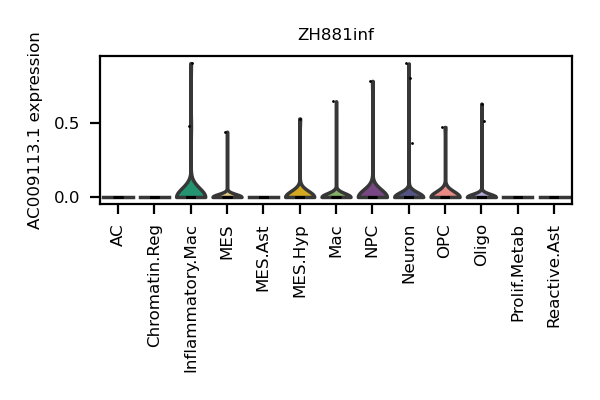 ZH881inf
AC009113.1 expression
0.5
0.0
AC
Chromatin.Reg
Inflammatory.Mac
MES
MES.Ast
MES.Hyp
Mac
NPC
Neuron
OPC
Oligo
Prolif.Metab
Reactive.Ast